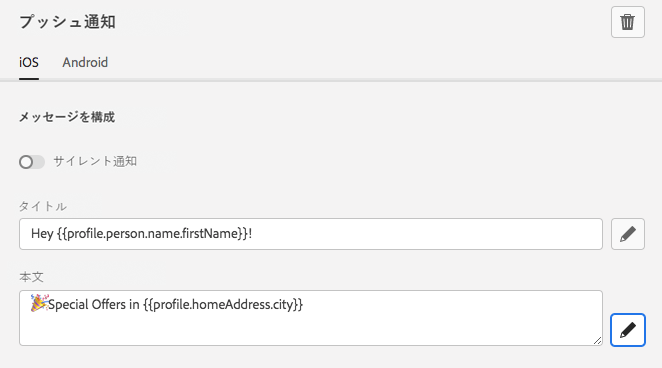 プッシュ通知
iOS Android
メッセージを構成
サイレント通知
タイトル
Hey {{profile.person.name.firstName}}!
本文
🎉Special Offers in {{profile.homeAddress.city}}